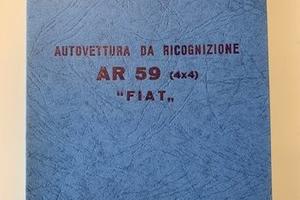 AUTOVETTURA DA RICOGNIZIONE
AR 59 (4x4)
"FIAT„